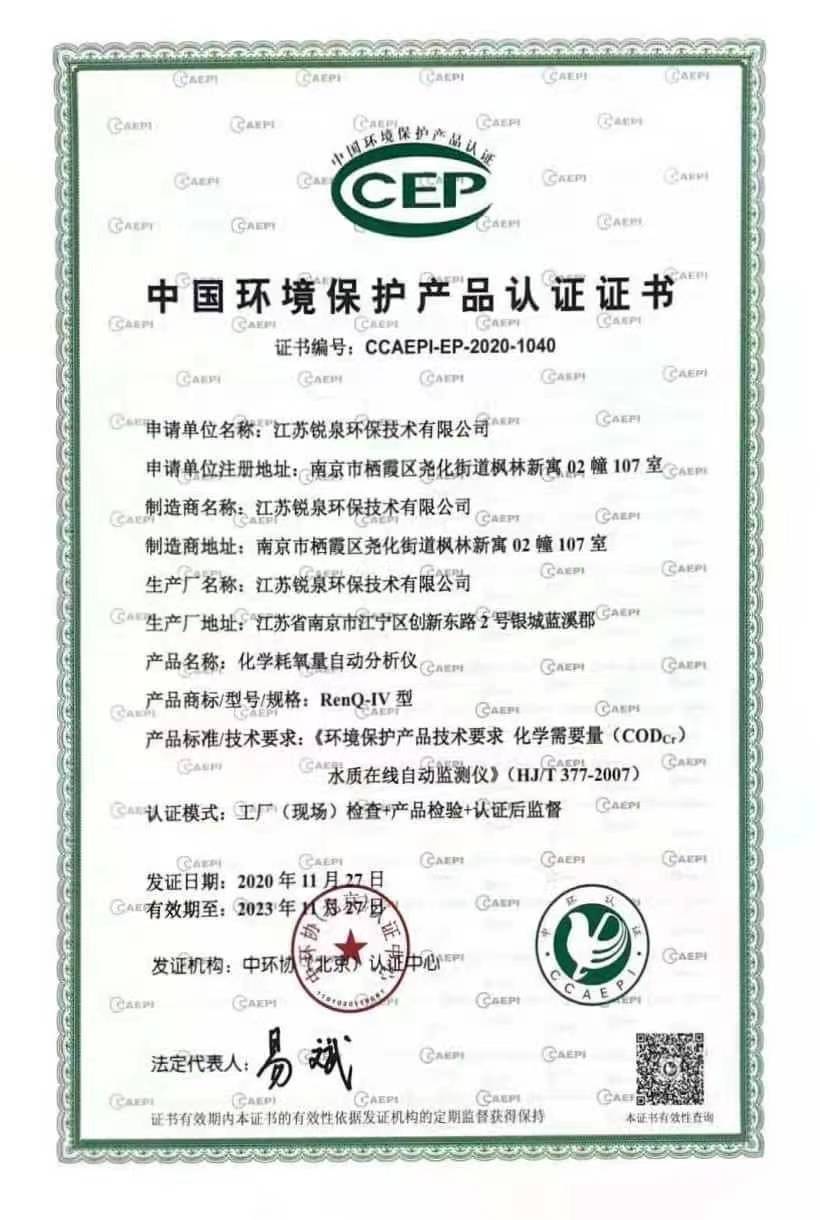 中国环境保护产品认证
CEP
中国环境保护产品认证证书
证书编号：CCAEPI-EP-2020-1040
申请单位名称：江苏锐泉环保技术有限公司
申请单位注册地址：南京市栖霞区尧化街道枫林新寓 02 幢 107 室
制造商名称：江苏锐泉环保技术有限公司
制造商地址：南京市栖霞区尧化街道枫林新寓 02 幢 107 室
生产厂名称：江苏锐泉环保技术有限公司
生产厂地址：江苏省南京市江宁区创新东路 2 号银城蓝溪郡
产品名称：化学耗氧量自动分析仪
产品商标/型号/规格：RenQ-IV 型
产品标准/技术要求：《环境保护产品技术要求 化学需要量（CODCr）
水质在线自动监测仪》（HJ/T 377-2007）
认证模式：工厂（现场）检查+产品检验+认证后监督
发证日期：2020 年 11 月 27 日
有效期至：2023 年 11 月 27 日
发证机构：中环协（北京）认证中心
中环协（北京）认证中心
中环认证
CCAEPI
法定代表人：易斌
证书有效期内本证书的有效性依据发证机构的定期监督获得保持
本证书有效性查询